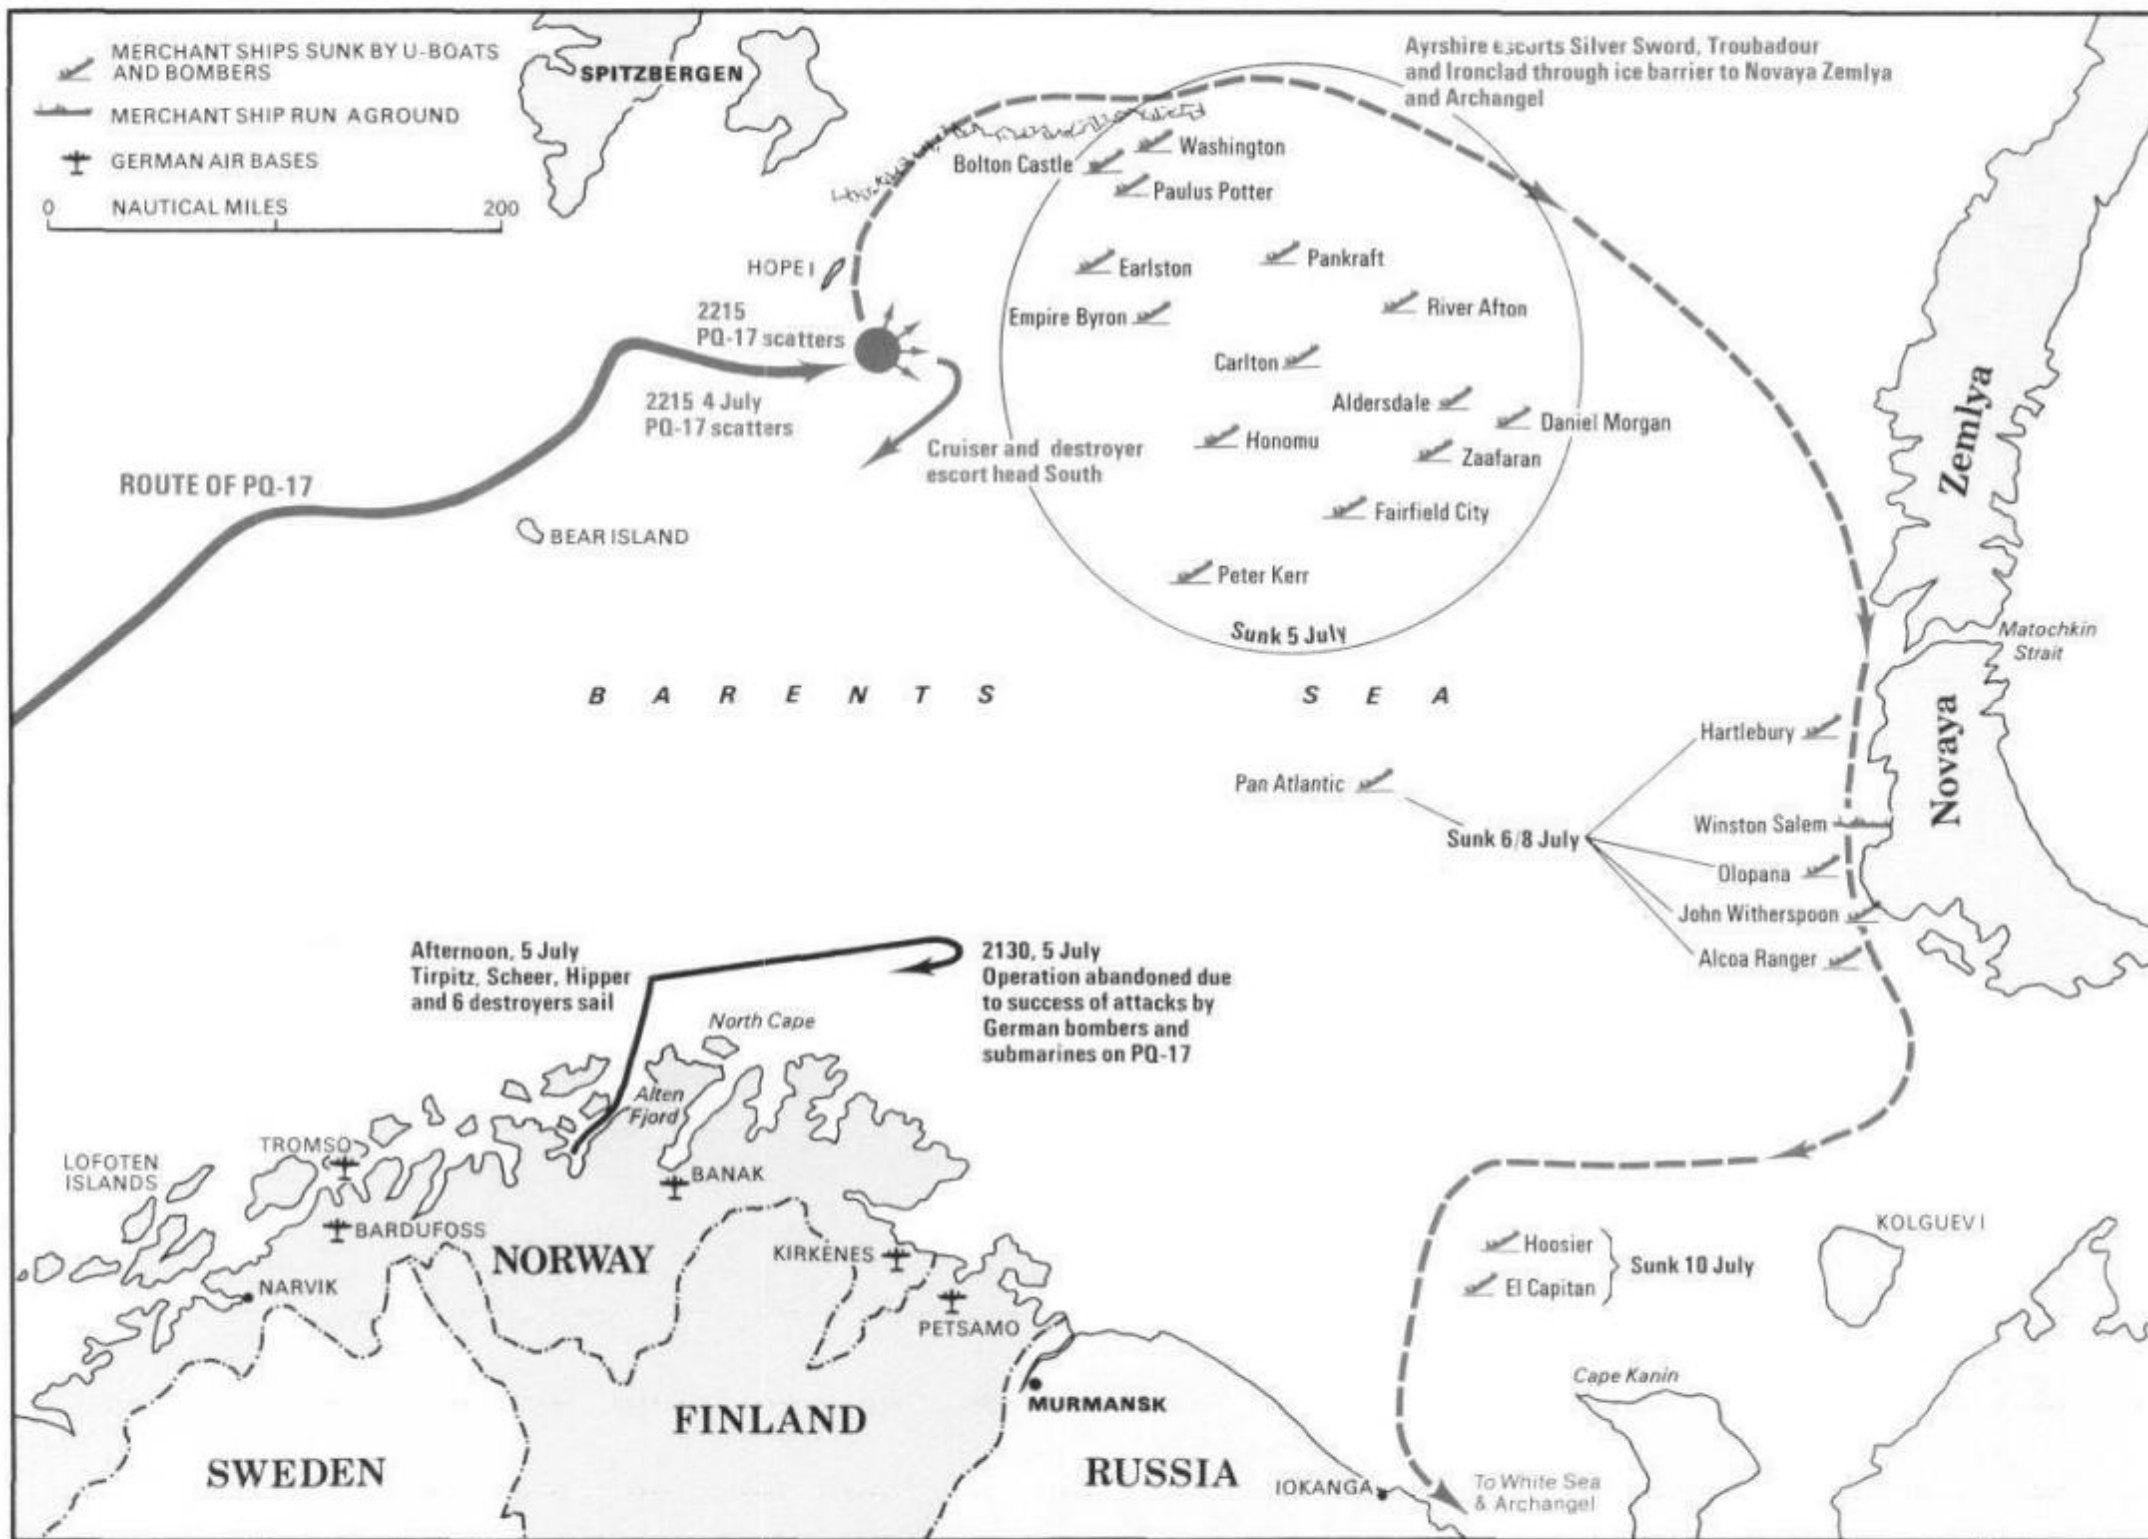 MERCHANT SHIPS SUNK BY U-BOATS
AND BOMBERS
MERCHANT SHIP RUN AGROUND
GERMAN AIR BASES
0 NAUTICAL MILES 200
SPITZBERGEN
Ayrshire escorts Silver Sword, Troubadour
and Ironclad through ice barrier to Novaya Zemlya
and Archangel
Washington
Bolton Castle
Paulus Potter
HOPE I
Earlston
Pankraft
River Afton
Empire Byron
2215
PQ-17 scatters
Carlton
2215 4 July
PQ-17 scatters
Aldersdale
Daniel Morgan
Honomu
Zaafaran
Cruiser and destroyer
escort head South
ROUTE OF PQ-17
Fairfield City
BEAR ISLAND
Peter Kerr
Sunk 5 July
Zemlya
Matochkin
Strait
BARENTS SEA
Novaya
Hartlebury
Pan Atlantic
Winston Salem
Sunk 6/8 July
Olopana
John Witherspoon
Alcoa Ranger
Afternoon, 5 July
Tirpitz, Scheer, Hipper
and 6 destroyers sail
2130, 5 July
Operation abandoned due
to success of attacks by
German bombers and
submarines on PQ-17
North Cape
Alten
Fjord
TROMSO
LOFOTEN
ISLANDS
BANAK
BARDUFOSS
NORWAY
KIRKENES
NARVIK
PETSAMO
KOLGUEV I
Hoosier
El Capitan
Sunk 10 July
Cape Kanin
MURMANSK
FINLAND
SWEDEN
RUSSIA
IOKANGA
To White Sea
& Archangel